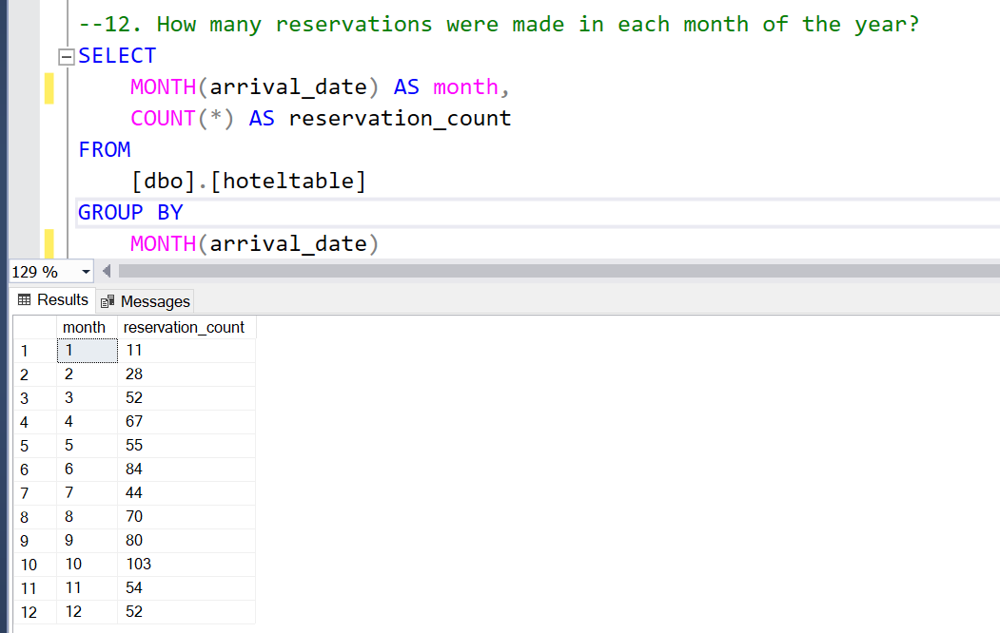 --12. How many reservations were made in each month of the year?
SELECT
MONTH(arrival_date) AS month,
COUNT(*) AS reservation_count
FROM
[dbo].[hoteltable]
GROUP BY
MONTH(arrival_date)
129 %
Results Messages
month reservation_count
1 1 11
2 2 28
3 3 52
4 4 67
5 5 55
6 6 84
7 7 44
8 8 70
9 9 80
10 10 103
11 11 54
12 12 52